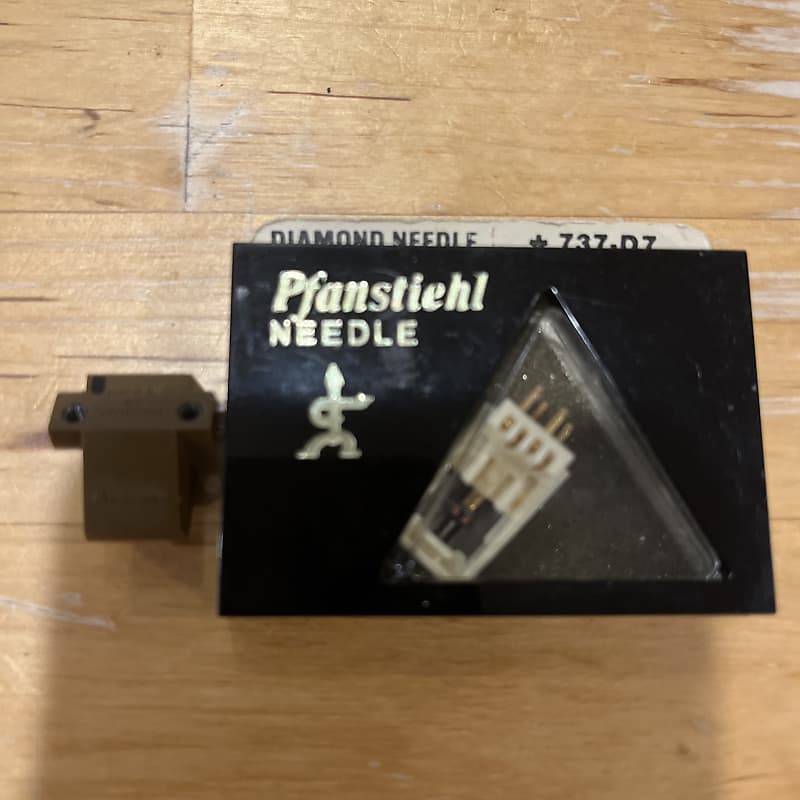 DIAMOND NEEDLE * 737-D7
Pfanstiehl
NEEDLE